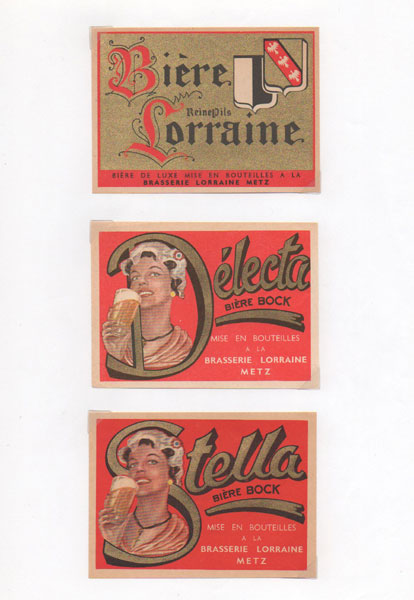 Bière
ReinePils
Lorraine
BIÈRE DE LUXE MISE EN BOUTEILLES A LA
BRASSERIE LORRAINE METZ
Délecta
BIÈRE BOCK
MISE EN BOUTEILLES
A LA
BRASSERIE LORRAINE
METZ
Stella
BIÈRE BOCK
MISE EN BOUTEILLES
A LA
BRASSERIE LORRAINE
METZ